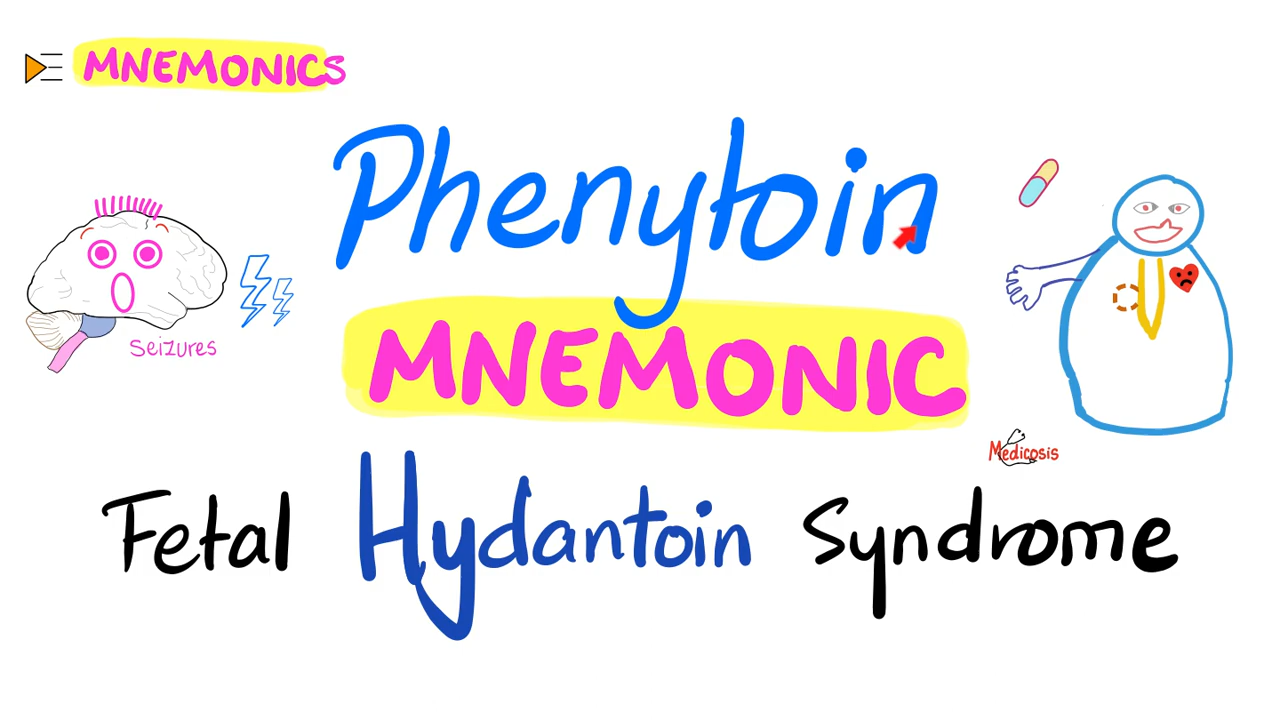 MNEMONICS
Phenytoin
MNEMONIC
Seizures
Medicosis
Fetal Hydantoin Syndrome